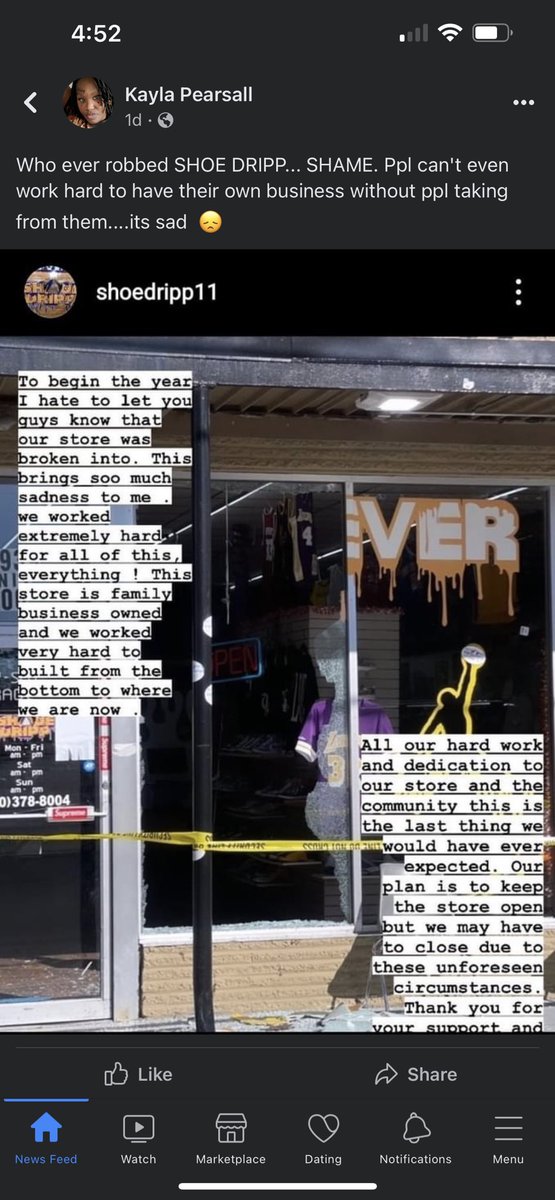 4:52
Kayla Pearsall
1d
Who ever robbed SHOE DRIPP... SHAME. Ppl can't even
work hard to have their own business without ppl taking
from them....its sad 😞
shoedripp11
To begin the year
I hate to let you
guys know that
our store was
broken into. This
brings soo much
sadness to me .
we worked
extremely hard
for all of this,
everything ! This
store is family
business owned
and we worked
very hard to
built from the
bottom to where
we are now .
EVER
PEN
SHOE
DRIPP
Mon - Fri
am - pm
Sat
am - pm
Sun
am - pm
0)378-8004
Supreme
Supreme
All our hard work
and dedication to
our store and the
community this is
the last thing we
would have ever
expected. Our
plan is to keep
the store open
but we may have
to close due to
these unforeseen
circumstances.
Thank you for
your support and
Like
Share
News Feed
Watch
Marketplace
Dating
Notifications
Menu